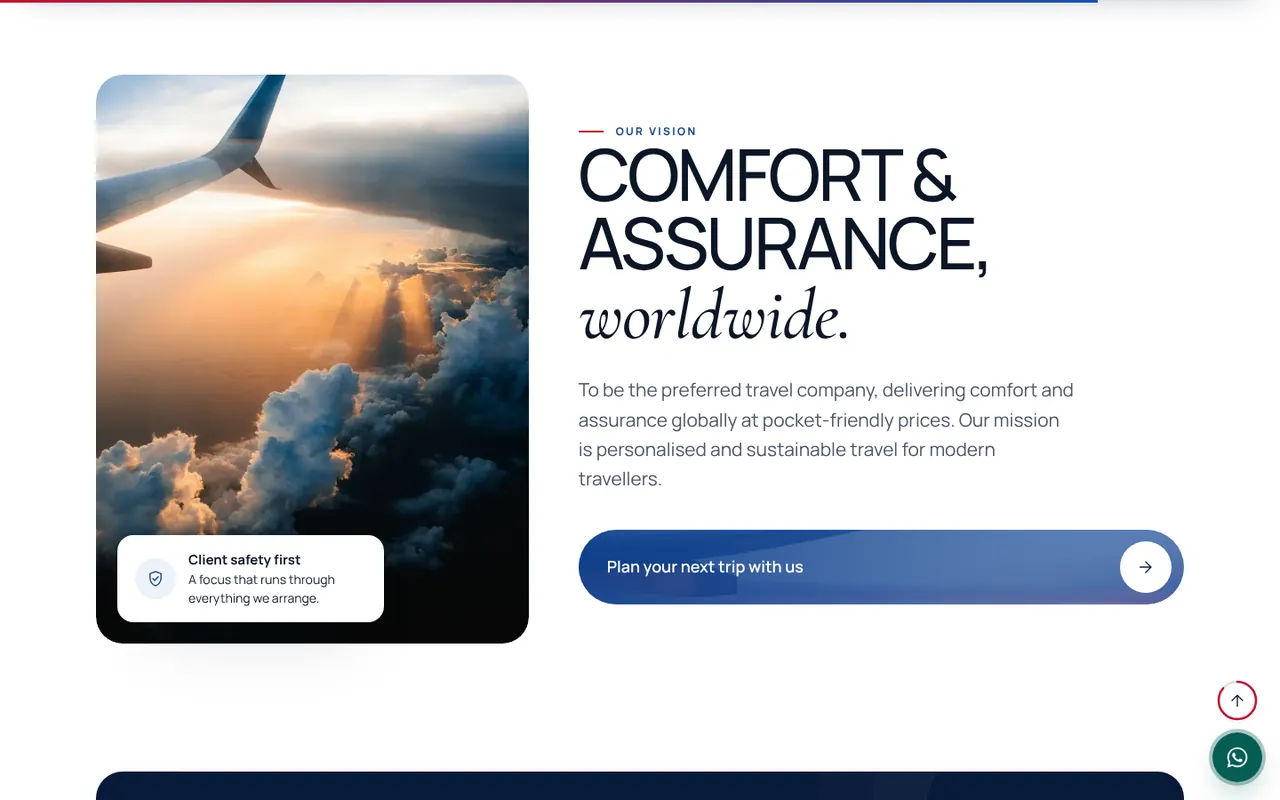 OUR VISION
COMFORT &
ASSURANCE,
worldwide.
To be the preferred travel company, delivering comfort and
assurance globally at pocket-friendly prices. Our mission
is personalised and sustainable travel for modern
travellers.
Plan your next trip with us
Client safety first
A focus that runs through
everything we arrange.